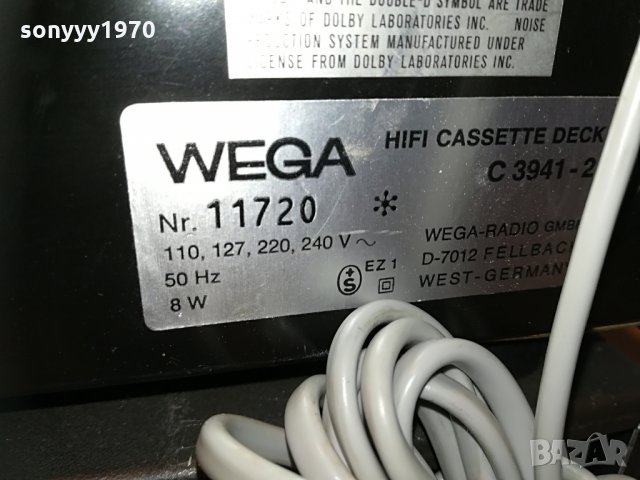 sonyyy1970
AND THE DOUBLE-D SYMBOL ARE TRADE
OF DOLBY LABORATORIES INC. NOISE
SYSTEM MANUFACTURED UNDER
FROM DOLBY LABORATORIES INC.
WEGA HIFI CASSETTE DECK
C 3941-2
Nr. 11720
110, 127, 220, 240 V ~
50 Hz
8 W
S EZ 1
WEGA-RADIO GMB
D-7012 FELLBAC
WEST-GERMAN
BAZAR